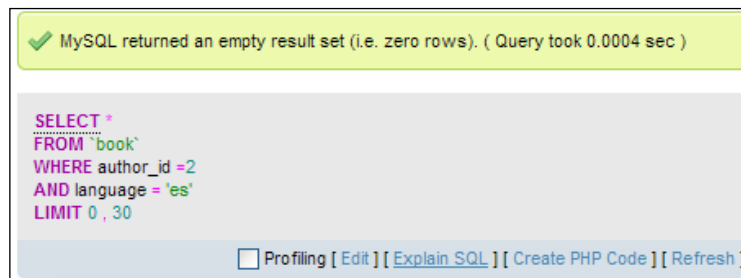 MySQL returned an empty result set (i.e. zero rows). ( Query took 0.0004 sec )
SELECT *
FROM `book`
WHERE author_id =2
AND language = 'es'
LIMIT 0 , 30
Profiling [ Edit ] [ Explain SQL ] [ Create PHP Code ] [ Refresh ]